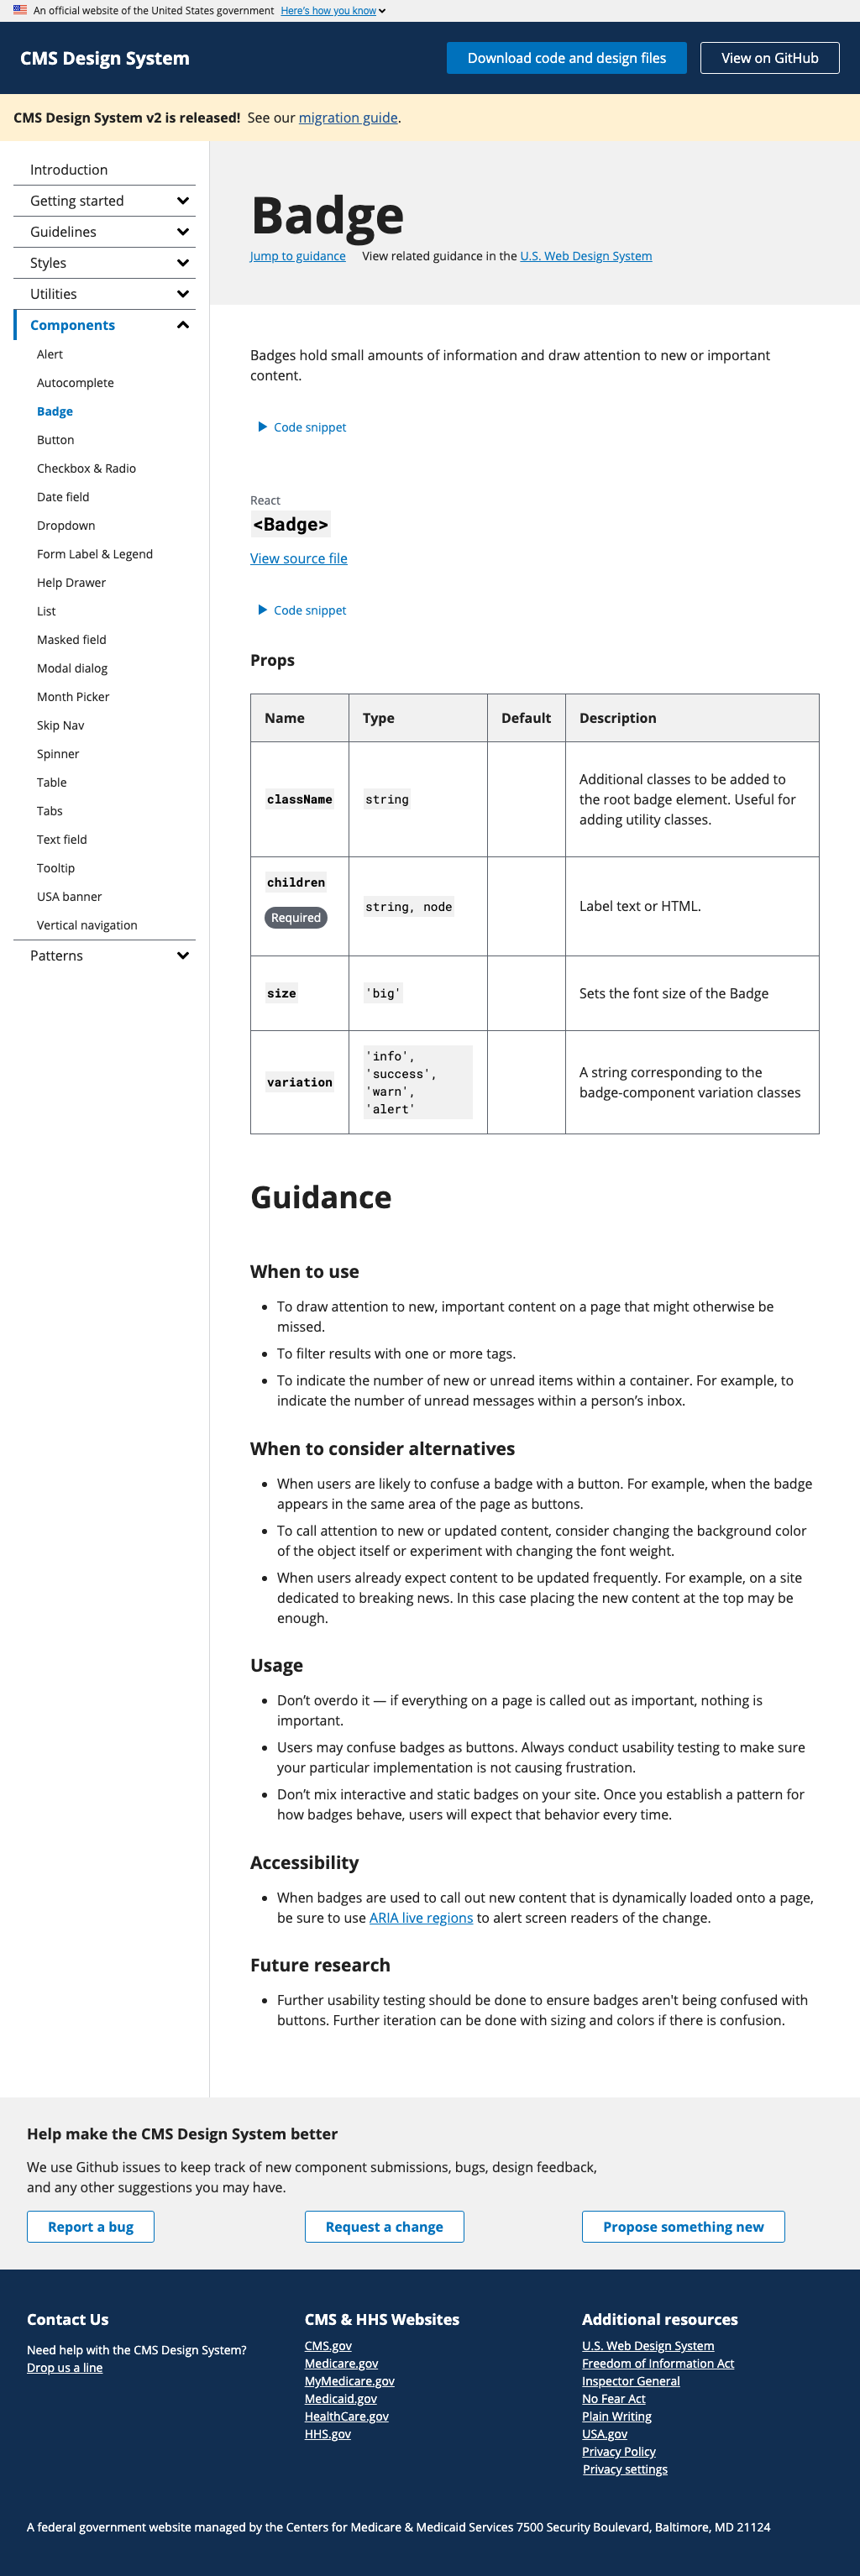 An official website of the United States government Here's how you know
CMS Design System
Download code and design files
View on GitHub
CMS Design System v2 is released! See our migration guide.
Introduction
Getting started
Guidelines
Styles
Utilities
Components
Alert
Autocomplete
Badge
Button
Checkbox & Radio
Date field
Dropdown
Form Label & Legend
Help Drawer
List
Masked field
Modal dialog
Month Picker
Skip Nav
Spinner
Table
Tabs
Text field
Tooltip
USA banner
Vertical navigation
Patterns
Badge
Jump to guidance View related guidance in the U.S. Web Design System
Badges hold small amounts of information and draw attention to new or important
content.
Code snippet
React
<Badge>
View source file
Code snippet
Props
Name Type Default Description
className string
Additional classes to be added to
the root badge element. Useful for
adding utility classes.
children
Required
string, node
Label text or HTML.
size 'big' Sets the font size of the Badge
variation
'info',
'success',
'warn',
'alert'
A string corresponding to the
badge-component variation classes
Guidance
When to use
To draw attention to new, important content on a page that might otherwise be
missed.
To filter results with one or more tags.
To indicate the number of new or unread items within a container. For example, to
indicate the number of unread messages within a person’s inbox.
When to consider alternatives
When users are likely to confuse a badge with a button. For example, when the badge
appears in the same area of the page as buttons.
To call attention to new or updated content, consider changing the background color
of the object itself or experiment with changing the font weight.
When users already expect content to be updated frequently. For example, on a site
dedicated to breaking news. In this case placing the new content at the top may be
enough.
Usage
Don’t overdo it — if everything on a page is called out as important, nothing is
important.
Users may confuse badges as buttons. Always conduct usability testing to make sure
your particular implementation is not causing frustration.
Don’t mix interactive and static badges on your site. Once you establish a pattern for
how badges behave, users will expect that behavior every time.
Accessibility
When badges are used to call out new content that is dynamically loaded onto a page,
be sure to use ARIA live regions to alert screen readers of the change.
Future research
Further usability testing should be done to ensure badges aren't being confused with
buttons. Further iteration can be done with sizing and colors if there is confusion.
Help make the CMS Design System better
We use Github issues to keep track of new component submissions, bugs, design feedback,
and any other suggestions you may have.
Report a bug
Request a change
Propose something new
Contact Us
Need help with the CMS Design System?
Drop us a line
CMS & HHS Websites
CMS.gov
Medicare.gov
MyMedicare.gov
Medicaid.gov
HealthCare.gov
HHS.gov
Additional resources
U.S. Web Design System
Freedom of Information Act
Inspector General
No Fear Act
Plain Writing
USA.gov
Privacy Policy
Privacy settings
A federal government website managed by the Centers for Medicare & Medicaid Services 7500 Security Boulevard, Baltimore, MD 21124